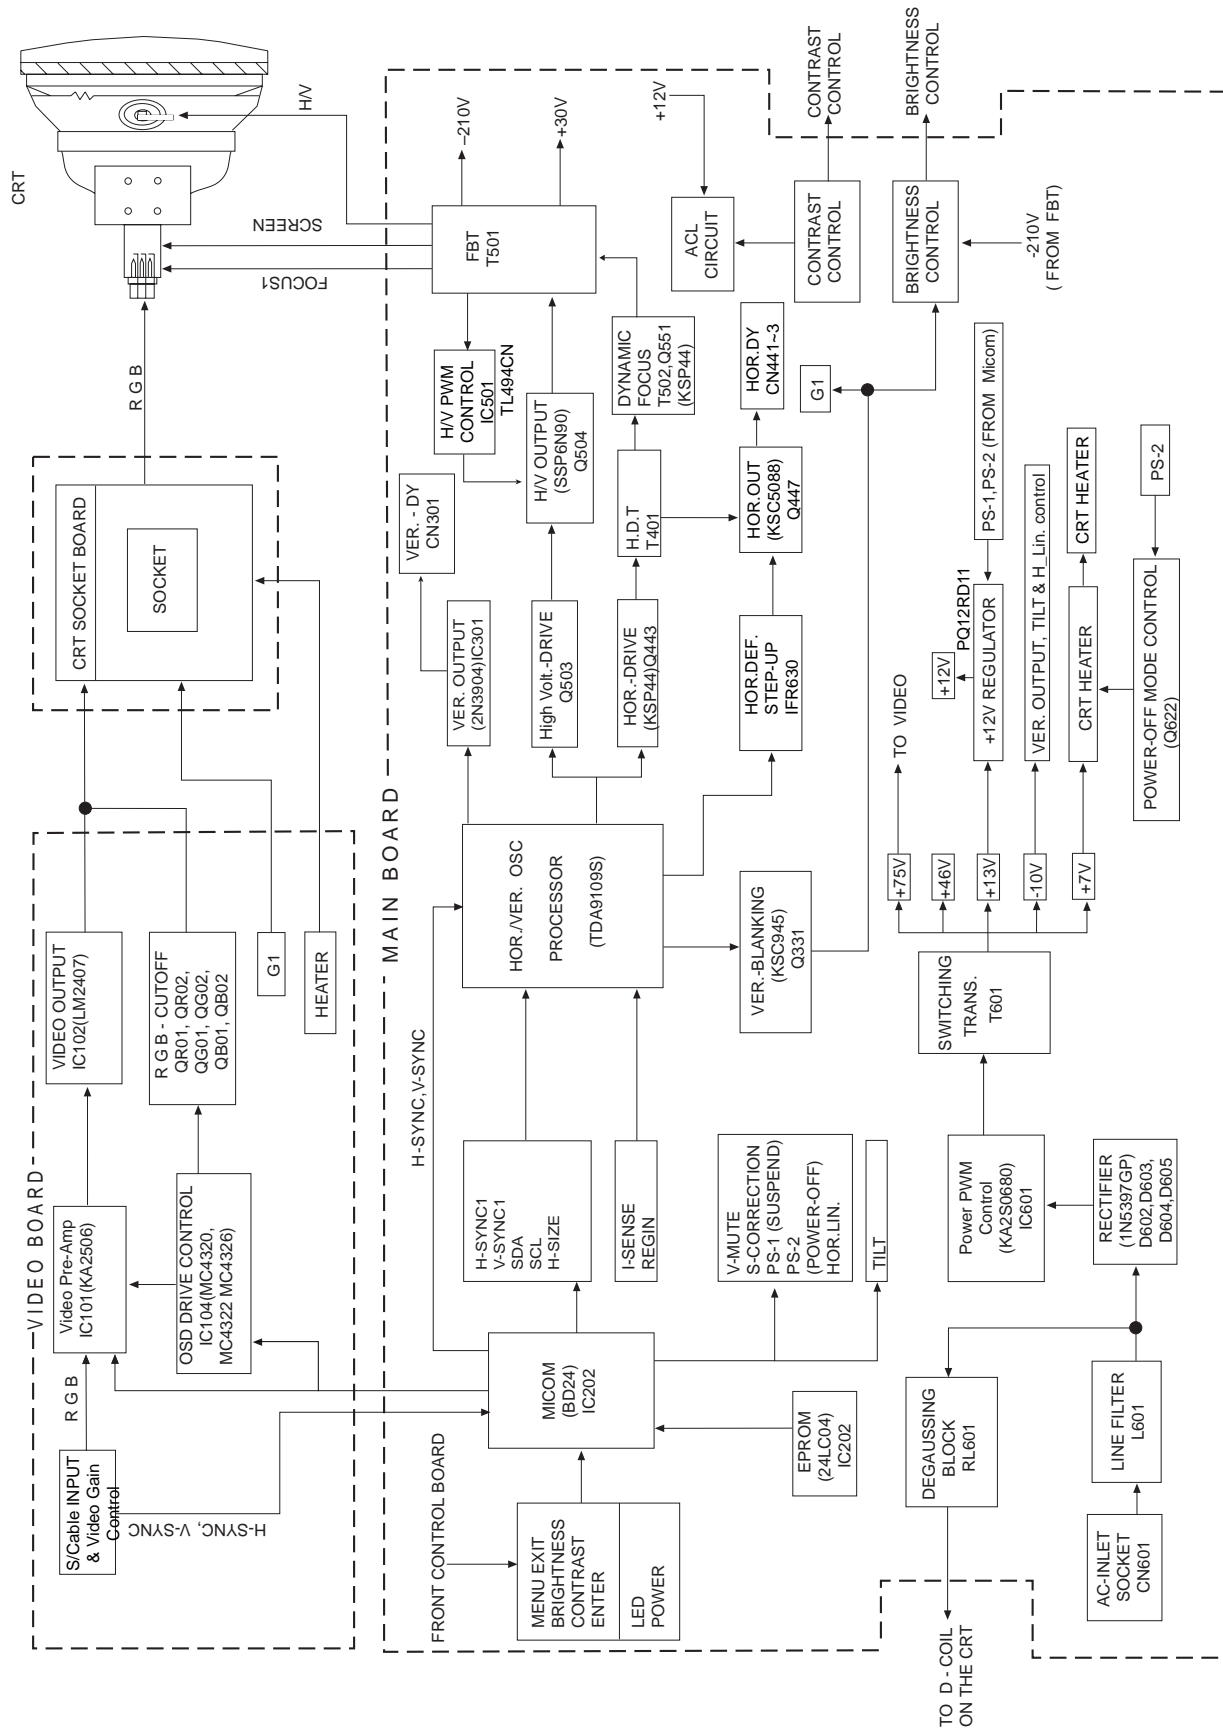 CRT
H/V
SCREEN
FOCUS1
R G B
CRT SOCKET BOARD
SOCKET
VIDEO BOARD
VIDEO OUTPUT
IC102(LM2407)
R G B - CUTOFF
QR01, QR02,
QG01, QG02,
QB01, QB02
G1
HEATER
Video Pre-Amp
IC101(KA2506)
OSD DRIVE CONTROL
IC104(MC4320,
MC4322 MC4326)
R G B
S/Cable INPUT
& Video Gain
Control
H-SYNC, V-SYNC
MAIN BOARD
–210V
+30V
FBT
T501
H/V PWM
CONTROL
IC501
TL494CN
H/V OUTPUT
(SSP6N90)
Q504
VER. - DY
CN301
VER. OUTPUT
(2N3904)IC301
High Volt.-DRIVE
Q503
HOR.-DRIVE
(KSP44)Q443
H.D.T
T401
DYNAMIC
FOCUS
T502,Q551
(KSP44)
HOR.DY
CN441~3
HOR.OUT
(KSC5088)
Q447
HOR.DEF.
STEP-UP
IFR630
+12V
ACL
CIRCUIT
CONTRAST
CONTROL
CONTRAST
CONTROL
BRIGHTNESS
CONTROL
BRIGHTNESS
CONTROL
-210V
( FROM FBT)
G1
HOR./VER. OSC
PROCESSOR
(TDA9109S)
H-SYNC,V-SYNC
VER.-BLANKING
(KSC945)
Q331
H-SYNC1
V-SYNC1
SDA
SCL
H-SIZE
I-SENSE
REGIN
V-MUTE
S-CORRECTION
PS-1 (SUSPEND)
PS-2
(POWER-OFF)
HOR.LIN.
TILT
MICOM
(BD24)
IC202
EPROM
(24LC04)
IC202
FRONT CONTROL BOARD
MENU EXIT
BRIGHTNESS
CONTRAST
ENTER
LED
POWER
TO VIDEO
+75V
+46V
+13V
-10V
+7V
+12V
PQ12RD11
+12V REGULATOR
PS-1,PS-2 (FROM Micom)
VER. OUTPUT, TILT & H_Lin. control
CRT HEATER
CRT HEATER
PS-2
POWER-OFF MODE CONTROL
(Q622)
SWITCHING
TRANS.
T601
Power PWM
Control
(KA2S0680)
IC601
RECTIFIER
(1N5397GP)
D602,D603,
D604,D605
DEGAUSSING
BLOCK
RL601
LINE FILTER
L601
AC-INLET
SOCKET
CN601
TO D - COIL
ON THE CRT